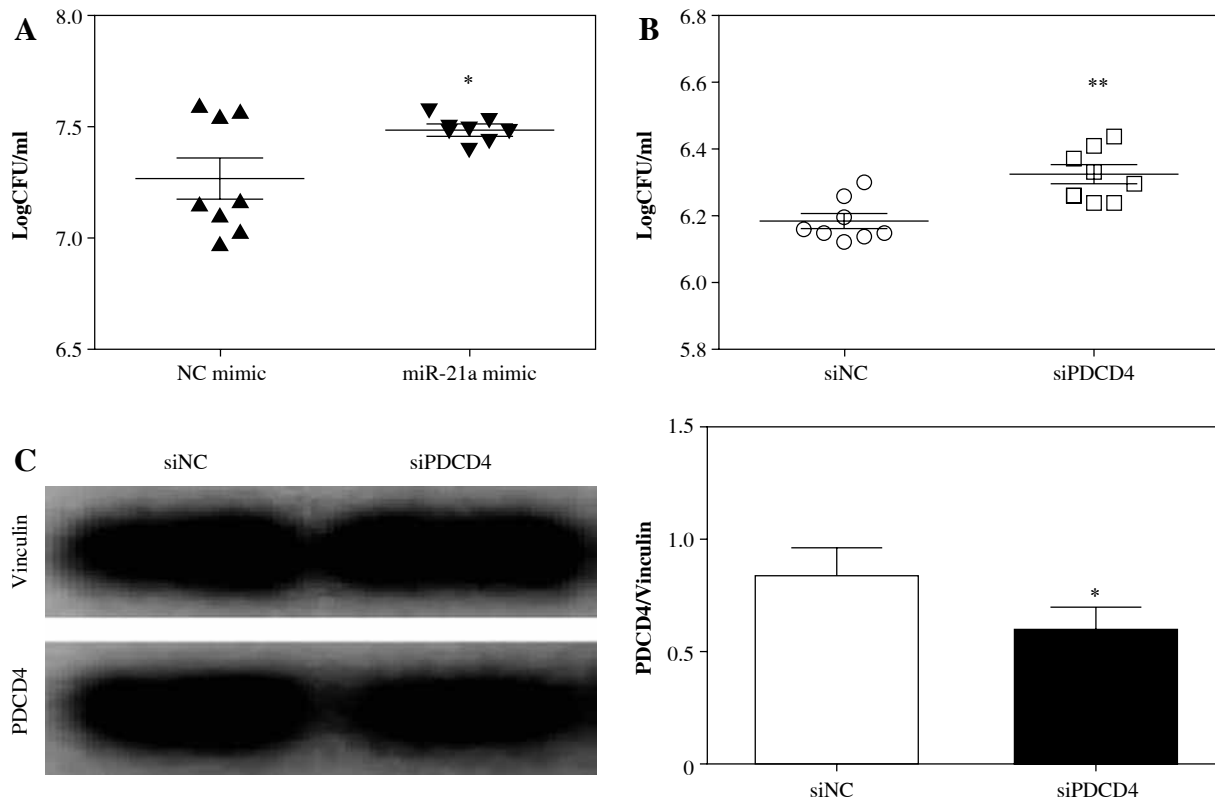 A
LogCFU/ml
8.0
7.5
7.0
6.5
*
NC mimic
miR-21a mimic
B
LogCFU/ml
6.8
6.6
6.4
6.2
6.0
5.8
**
siNC
siPDCD4
C
siNC
siPDCD4
Vinculin
PDCD4
PDCD4/Vinculin
1.5
1.0
0.5
0
*
siNC
siPDCD4